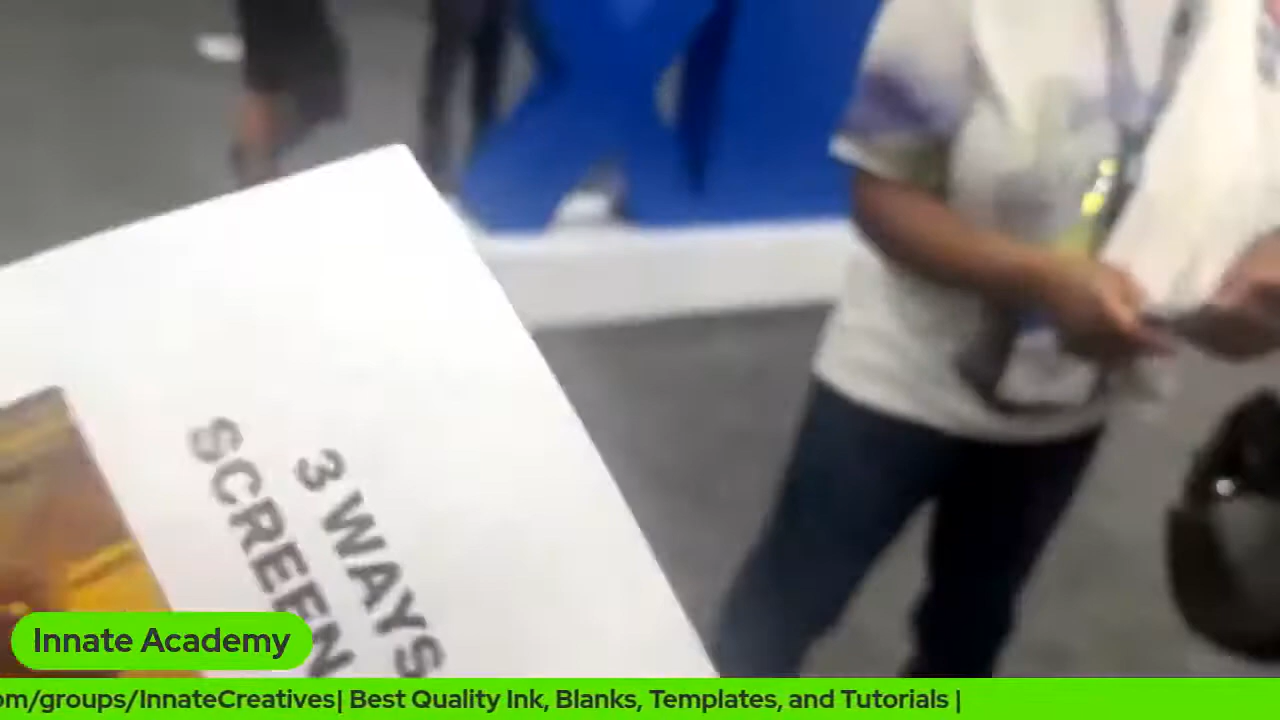 3 WAYS
SCREEN
Innate Academy
om/groups/InnateCreatives| Best Quality Ink, Blanks, Templates, and Tutorials |